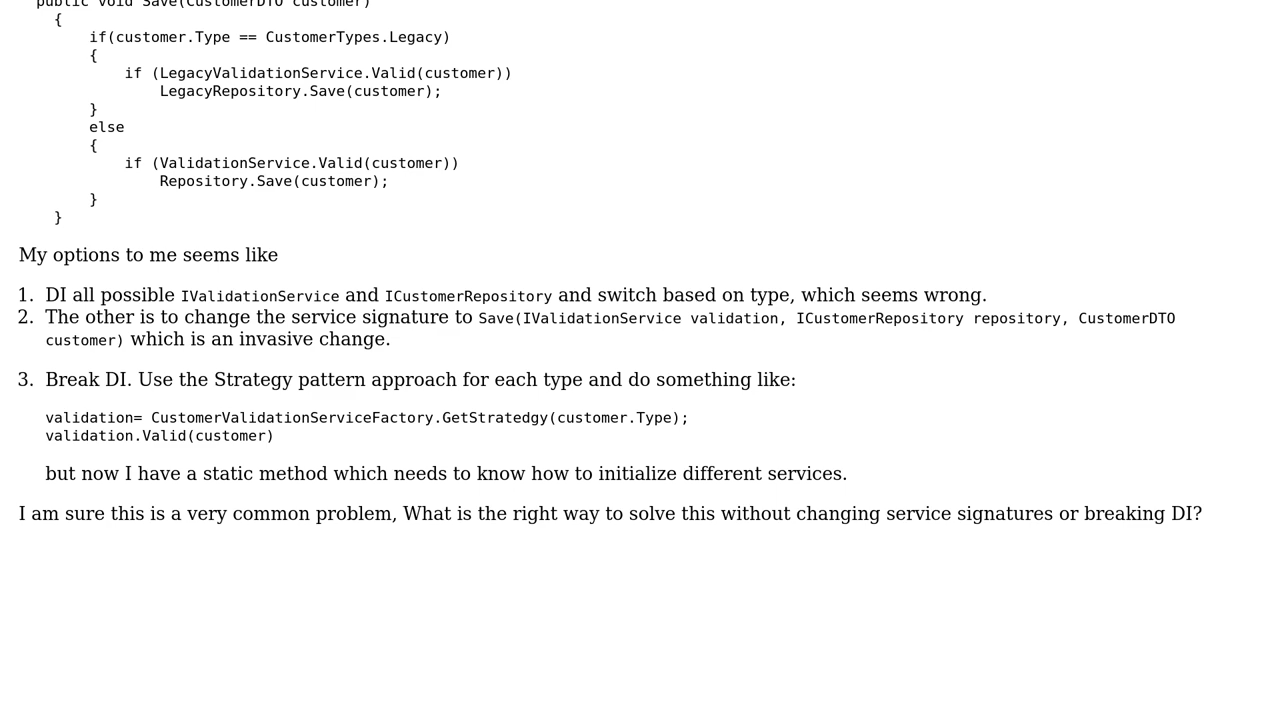 public void Save(CustomerDTO customer)
{
if(customer.Type == CustomerTypes.Legacy)
{
if (LegacyValidationService.Valid(customer))
LegacyRepository.Save(customer);
}
else
{
if (ValidationService.Valid(customer))
Repository.Save(customer);
}
}
My options to me seems like
1. DI all possible IValidationService and ICustomerRepository and switch based on type, which seems wrong.
2. The other is to change the service signature to Save(IValidationService validation, ICustomerRepository repository, CustomerDTO
customer) which is an invasive change.
3. Break DI. Use the Strategy pattern approach for each type and do something like:
validation= CustomerValidationServiceFactory.GetStratedgy(customer.Type);
validation.Valid(customer)
but now I have a static method which needs to know how to initialize different services.
I am sure this is a very common problem, What is the right way to solve this without changing service signatures or breaking DI?